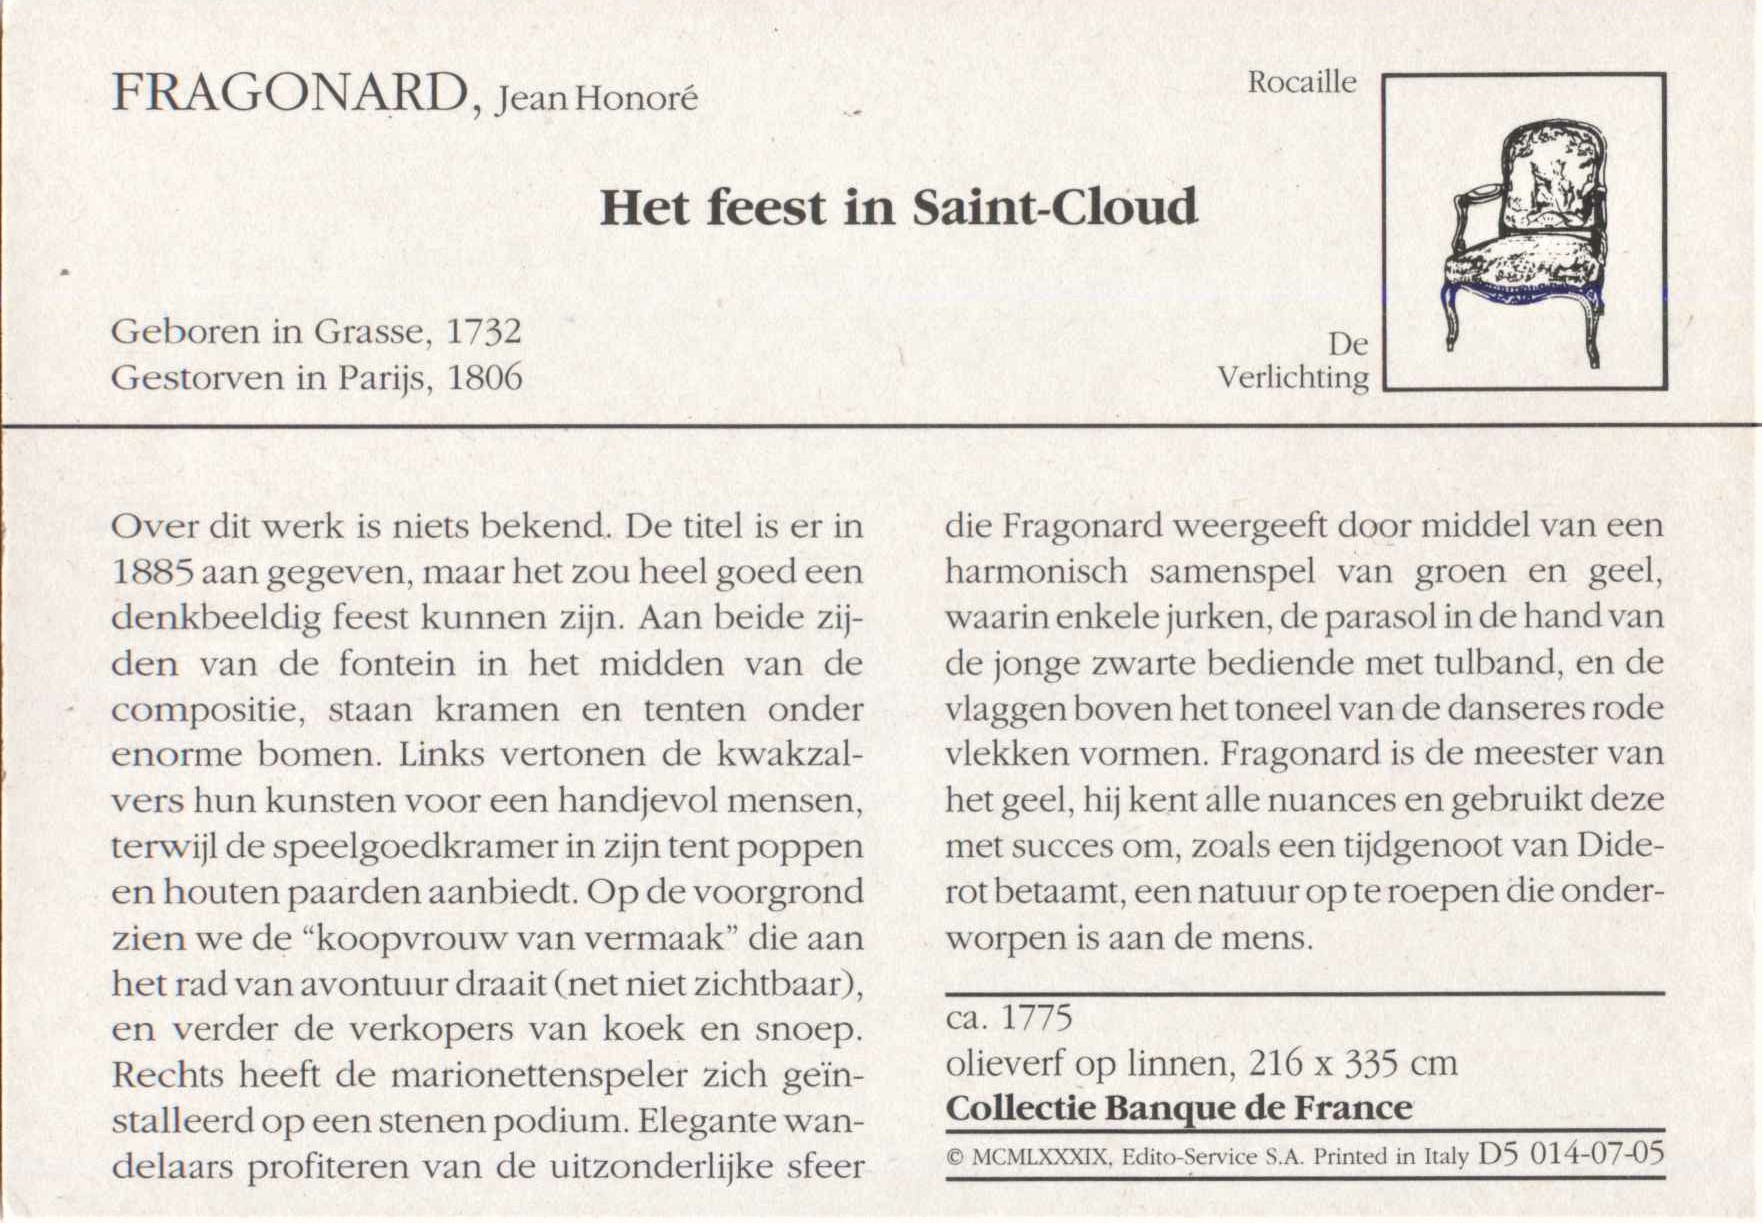 FRAGONARD, Jean Honoré
Rocaille
Het feest in Saint-Cloud
Geboren in Grasse, 1732
Gestorven in Parijs, 1806
De
Verlichting
Over dit werk is niets bekend. De titel is er in
1885 aan gegeven, maar het zou heel goed een
denkbeeldig feest kunnen zijn. Aan beide zij-
den van de fontein in het midden van de
compositie, staan kramen en tenten onder
enorme bomen. Links vertonen de kwakzal-
vers hun kunsten voor een handjevol mensen,
terwijl de speelgoedkramer in zijn tent poppen
en houten paarden aanbiedt. Op de voorgrond
zien we de “koopvrouw van vermaak” die aan
het rad van avontuur draait (net niet zichtbaar),
en verder de verkopers van koek en snoep.
Rechts heeft de marionettenspeler zich geïn-
stalleerd op een stenen podium. Elegante wan-
delaars profiteren van de uitzonderlijke sfeer
die Fragonard weergeeft door middel van een
harmonisch samenspel van groen en geel,
waarin enkele jurken, de parasol in de hand van
de jonge zwarte bediende met tulband, en de
vlaggen boven het toneel van de danseres rode
vlekken vormen. Fragonard is de meester van
het geel, hij kent alle nuances en gebruikt deze
met succes om, zoals een tijdgenoot van Dide-
rot betaamt, een natuur op te roepen die onder-
worpen is aan de mens.
ca. 1775
olieverf op linnen, 216 x 335 cm
Collectie Banque de France
© MCMLXXXIX, Edito-Service S.A. Printed in Italy D5 014-07-05